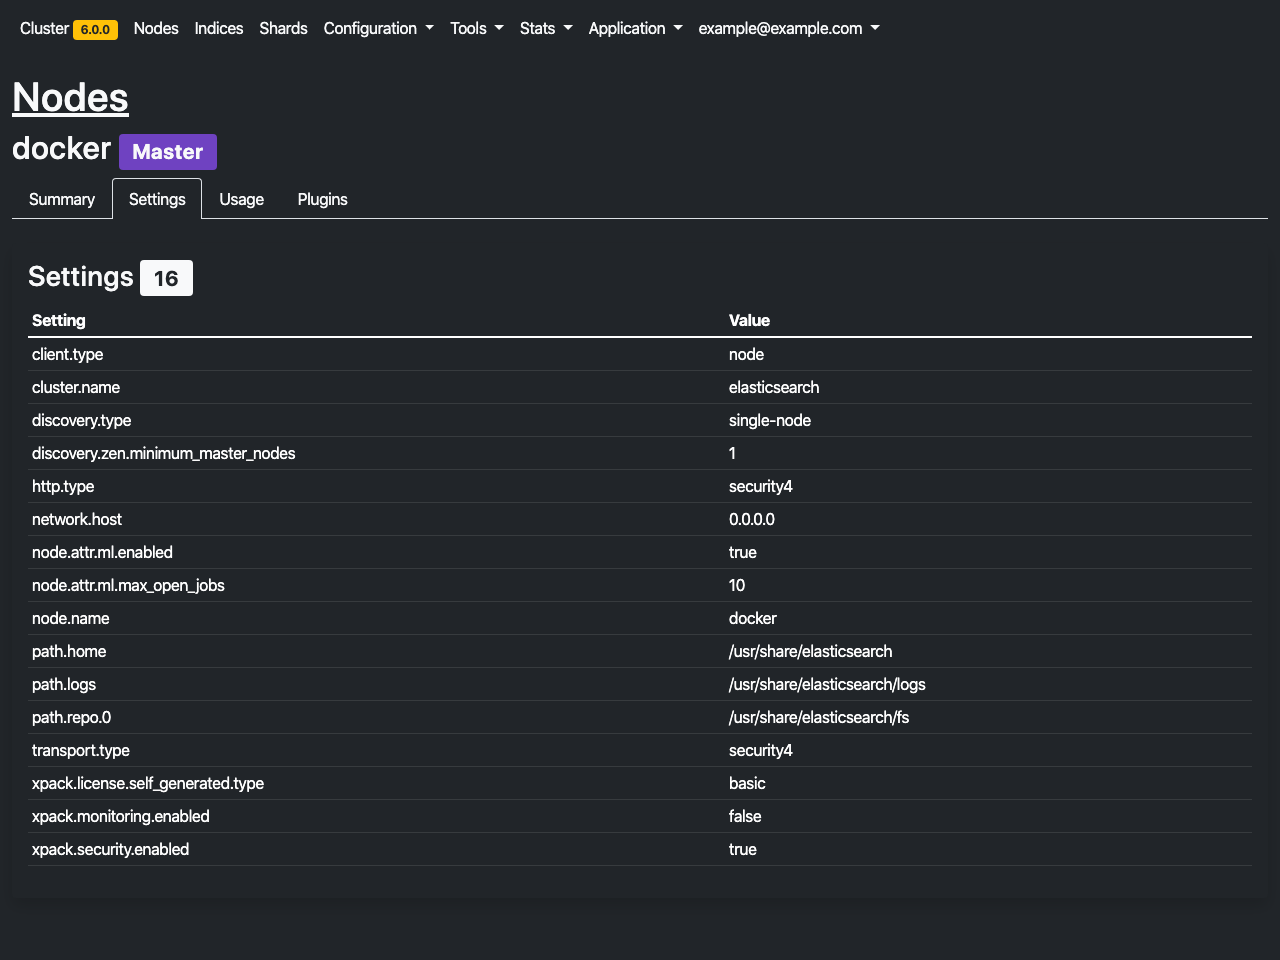 Cluster 6.0.0 Nodes Indices Shards Configuration Tools Stats Application example@example.com
Nodes
docker Master
Summary Settings Usage Plugins
Settings 16
Setting Value
client.type node
cluster.name elasticsearch
discovery.type single-node
discovery.zen.minimum_master_nodes 1
http.type security4
network.host 0.0.0.0
node.attr.ml.enabled true
node.attr.ml.max_open_jobs 10
node.name docker
path.home /usr/share/elasticsearch
path.logs /usr/share/elasticsearch/logs
path.repo.0 /usr/share/elasticsearch/fs
transport.type security4
xpack.license.self_generated.type basic
xpack.monitoring.enabled false
xpack.security.enabled true